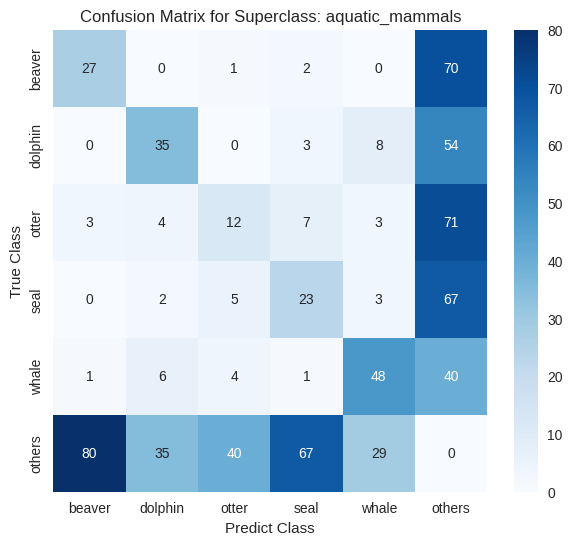 Confusion Matrix for Superclass: aquatic_mammals
True Class
beaver 27 0 1 2 0 70
dolphin 0 35 0 3 8 54
otter 3 4 12 7 3 71
seal 0 2 5 23 3 67
whale 1 6 4 1 48 40
others 80 35 40 67 29 0
beaver dolphin otter seal whale others
Predict Class
80
70
60
50
40
30
20
10
0